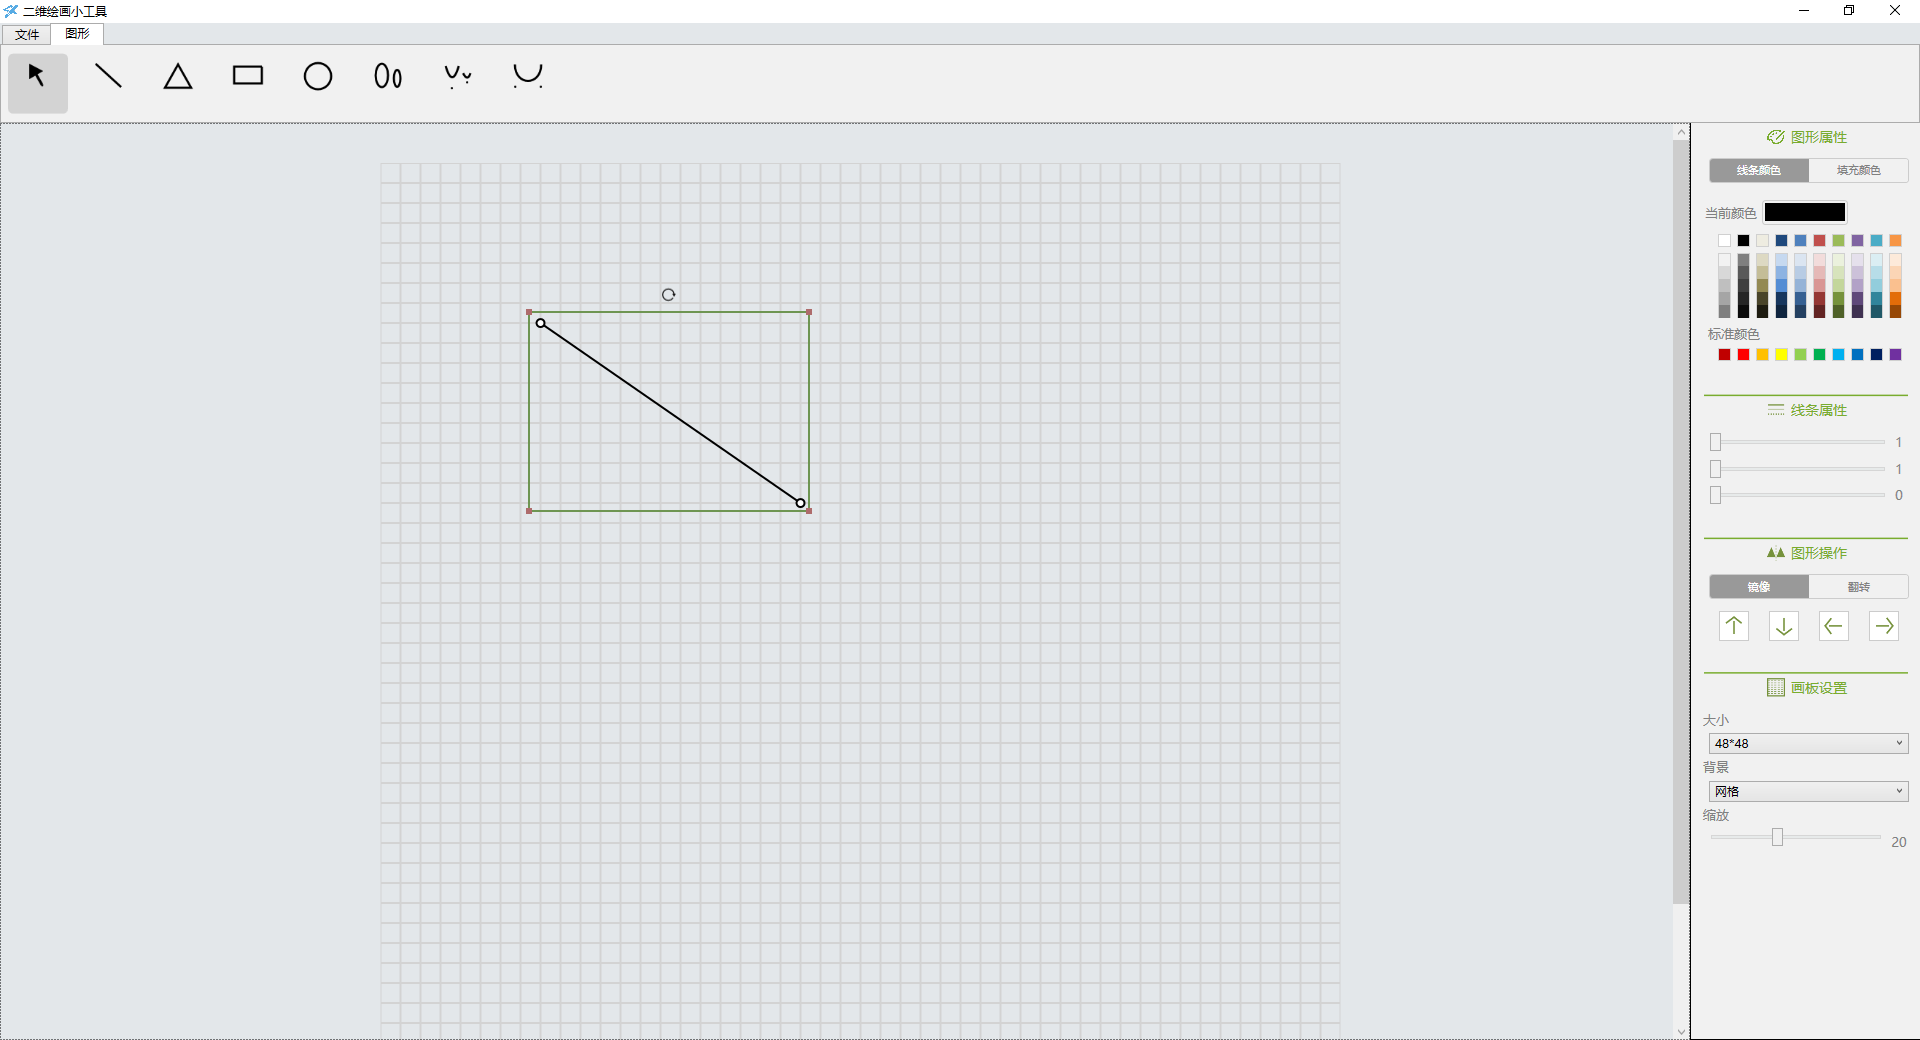 二维绘画小工具
文件 图形
图形属性
线条颜色 填充颜色
当前颜色
标准颜色
线条属性
1
1
0
图形操作
镜像 翻转
画板设置
大小
48*48
背景
网格
缩放
20